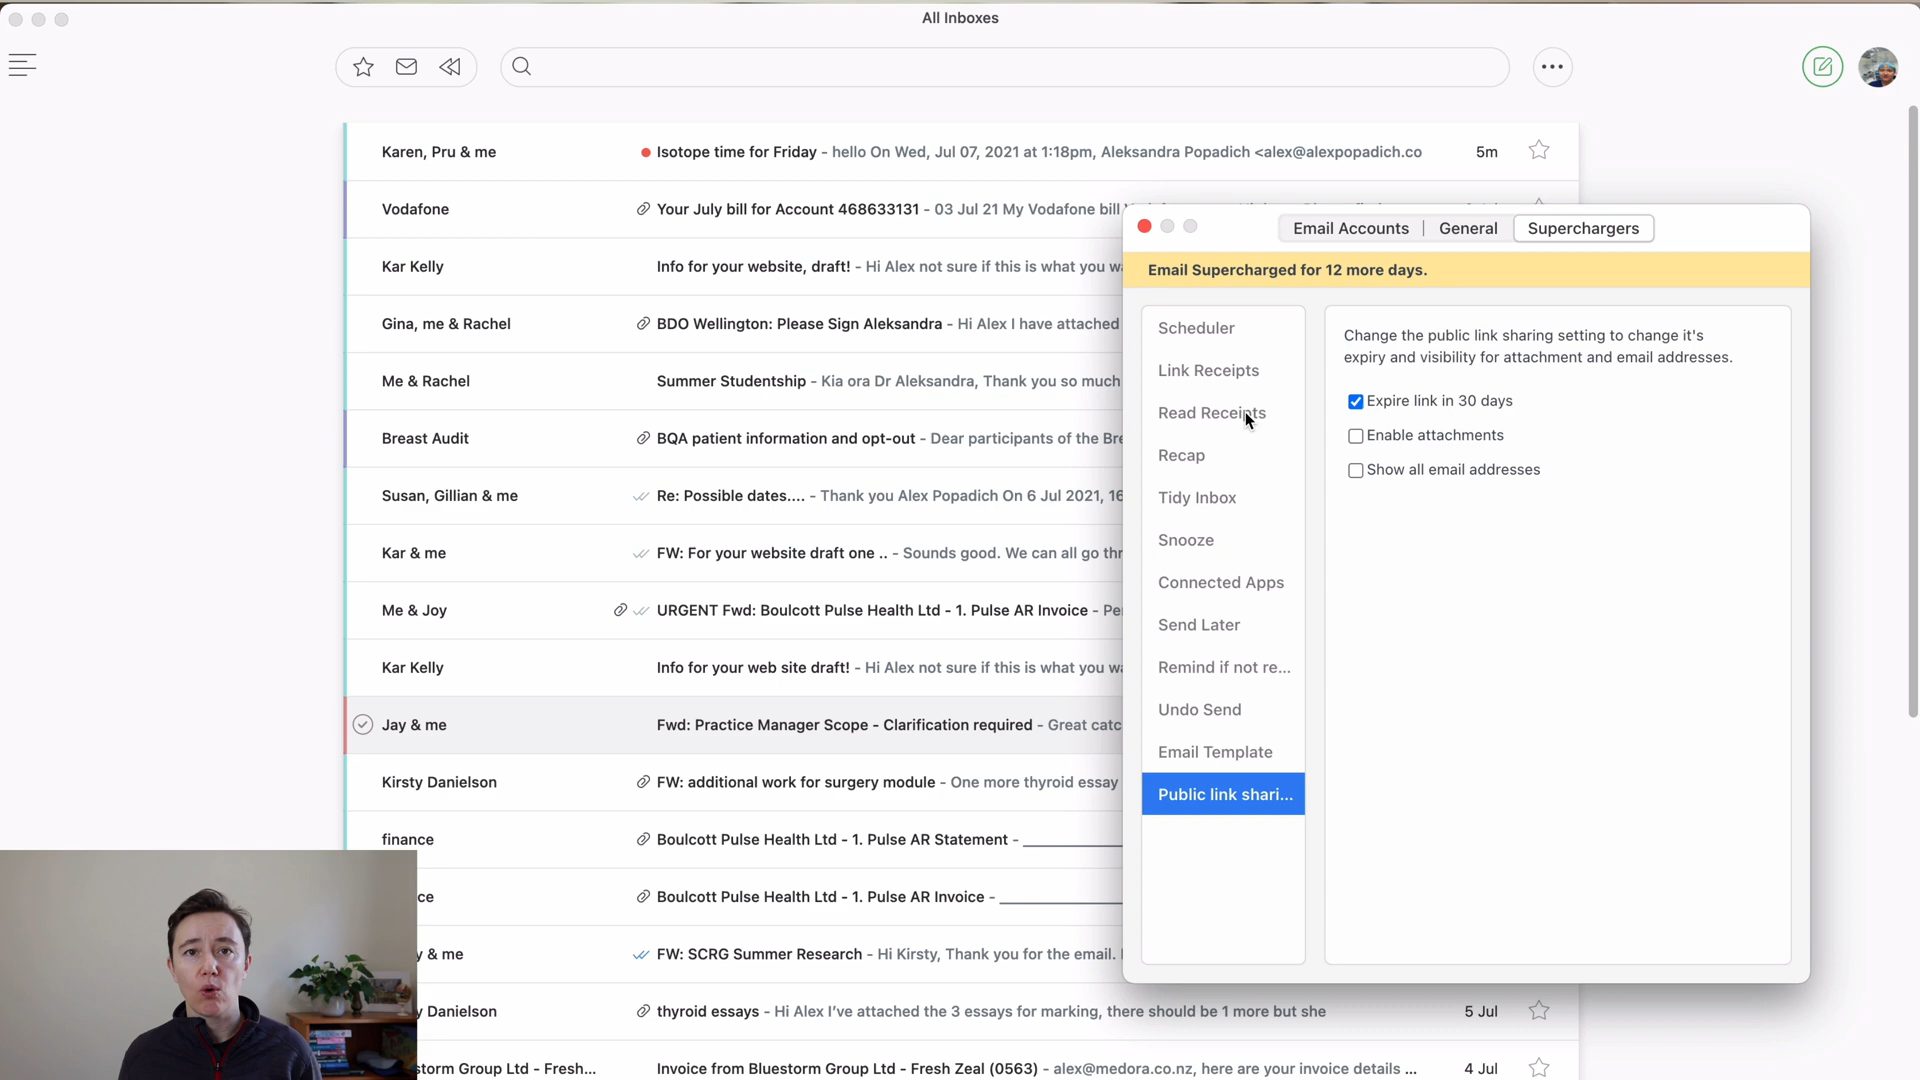 All Inboxes
Karen, Pru & me Isotope time for Friday - hello On Wed, Jul 07, 2021 at 1:18pm, Aleksandra Popadich <alex@alexpopadich.co 5m
Vodafone Your July bill for Account 468633131 - 03 Jul 21 My Vodafone bill
Kar Kelly Info for your website, draft! - Hi Alex not sure if this is what you wa
Gina, me & Rachel BDO Wellington: Please Sign Aleksandra - Hi Alex I have attached
Me & Rachel Summer Studentship - Kia ora Dr Aleksandra, Thank you so much
Breast Audit BQA patient information and opt-out - Dear participants of the Bre
Susan, Gillian & me Re: Possible dates.... - Thank you Alex Popadich On 6 Jul 2021, 16
Kar & me FW: For your website draft one .. - Sounds good. We can all go thr
Me & Joy URGENT Fwd: Boulcott Pulse Health Ltd - 1. Pulse AR Invoice - Pe
Kar Kelly Info for your web site draft! - Hi Alex not sure if this is what you wa
Jay & me Fwd: Practice Manager Scope - Clarification required - Great catc
Kirsty Danielson FW: additional work for surgery module - One more thyroid essay
finance Boulcott Pulse Health Ltd - 1. Pulse AR Statement -
ce Boulcott Pulse Health Ltd - 1. Pulse AR Invoice -
y & me FW: SCRG Summer Research - Hi Kirsty, Thank you for the email.
y Danielson thyroid essays - Hi Alex I've attached the 3 essays for marking, there should be 1 more but she 5 Jul
storm Group Ltd - Fresh... Invoice from Bluestorm Group Ltd - Fresh Zeal (0563) - alex@medora.co.nz, here are your invoice details ... 4 Jul
Email Accounts General Superchargers
Email Supercharged for 12 more days.
Scheduler
Link Receipts
Read Receipts
Recap
Tidy Inbox
Snooze
Connected Apps
Send Later
Remind if not re...
Undo Send
Email Template
Public link shari...
Change the public link sharing setting to change it's
expiry and visibility for attachment and email addresses.
Expire link in 30 days
Enable attachments
Show all email addresses